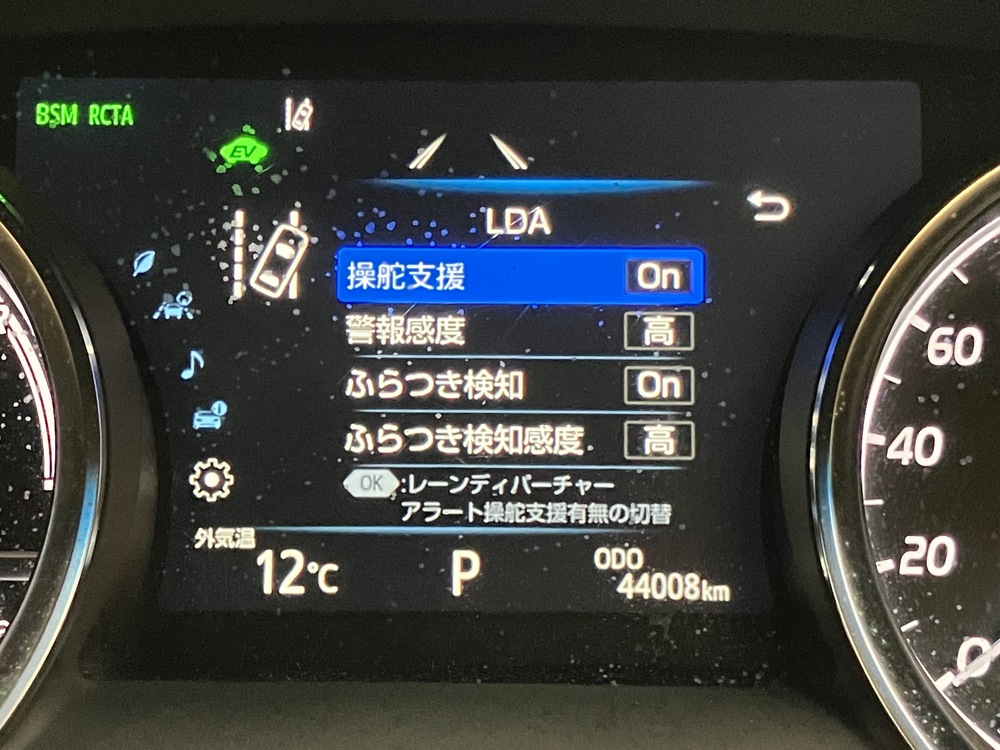 BSM RCTA
EV
LDA
操舵支援 On
警報感度 高
ふらつき検知 On
ふらつき検知感度 高
OK :レーンディパーチャー
アラート操舵支援有無の切替
外気温
12℃
P
ODO
44008km
60
40
20
0